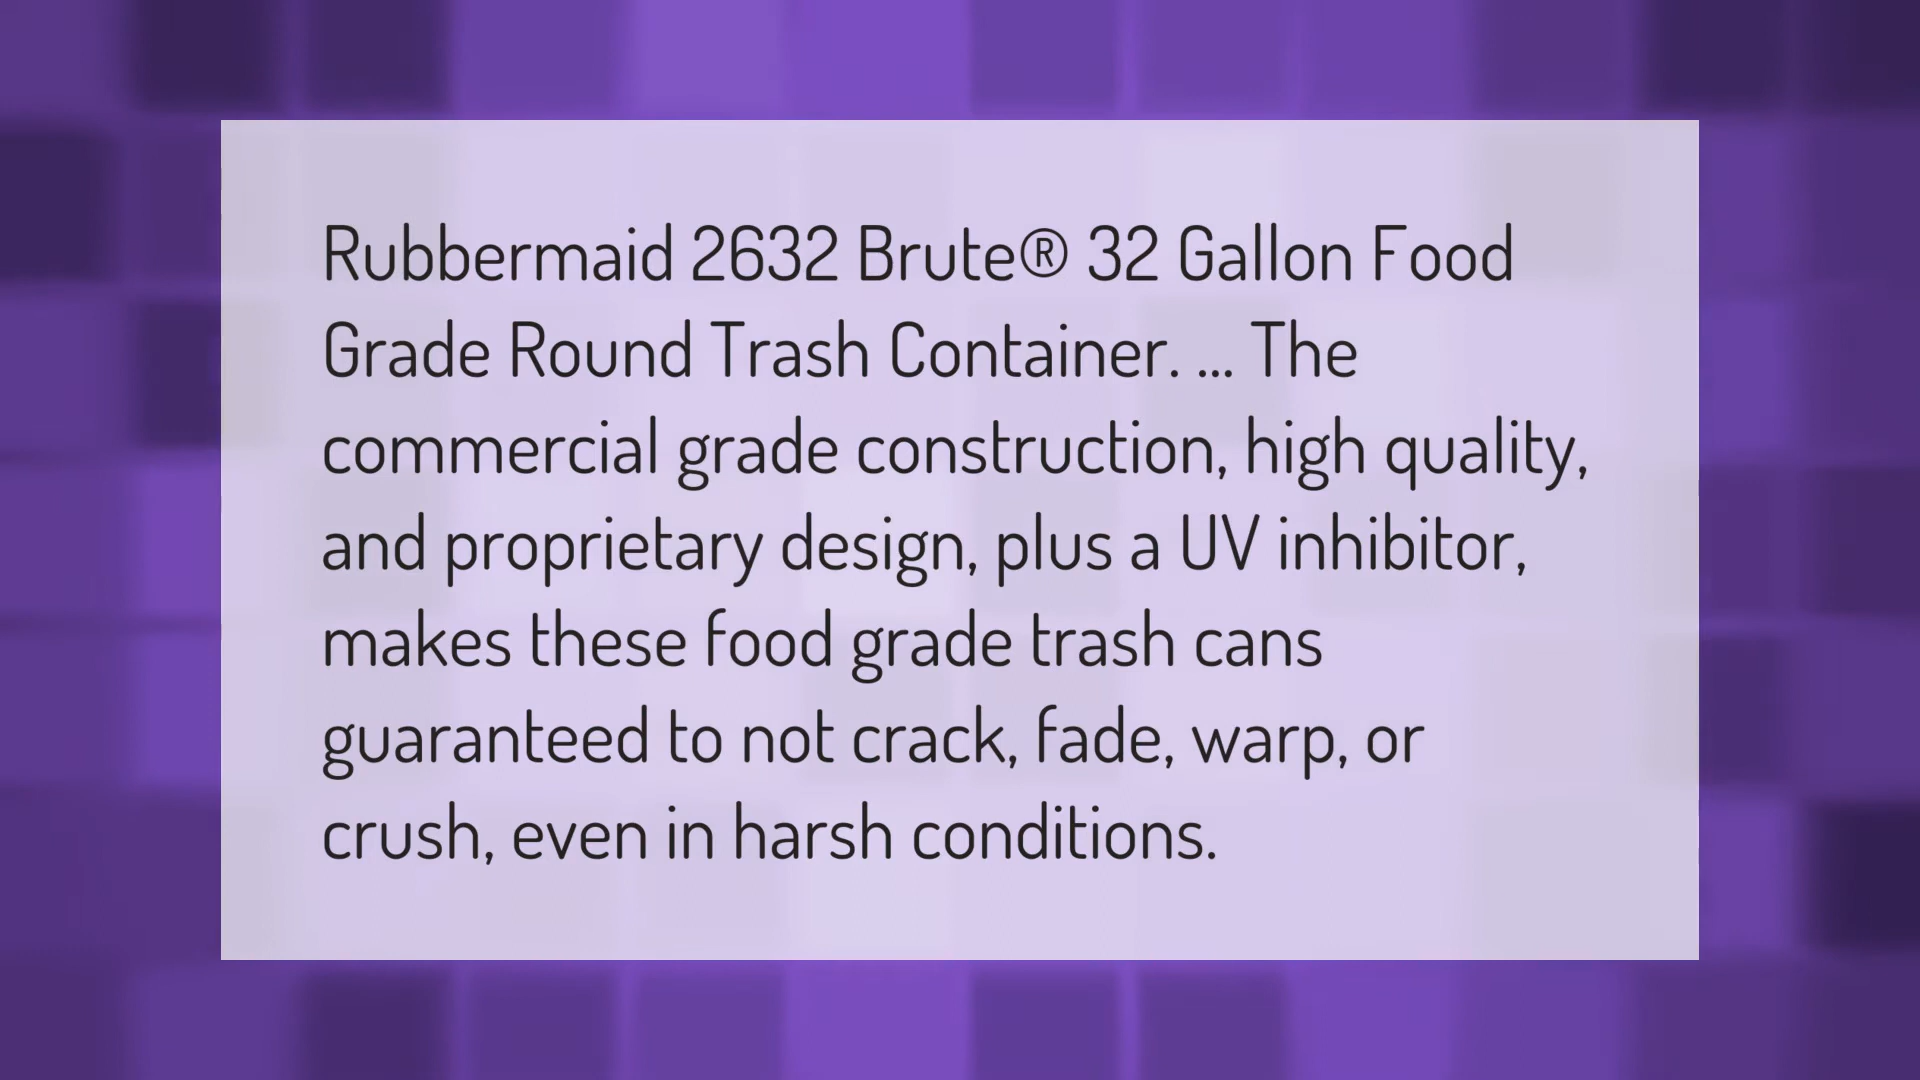 Rubbermaid 2632 Brute® 32 Gallon Food
Grade Round Trash Container. ... The
commercial grade construction, high quality,
and proprietary design, plus a UV inhibitor,
makes these food grade trash cans
guaranteed to not crack, fade, warp, or
crush, even in harsh conditions.